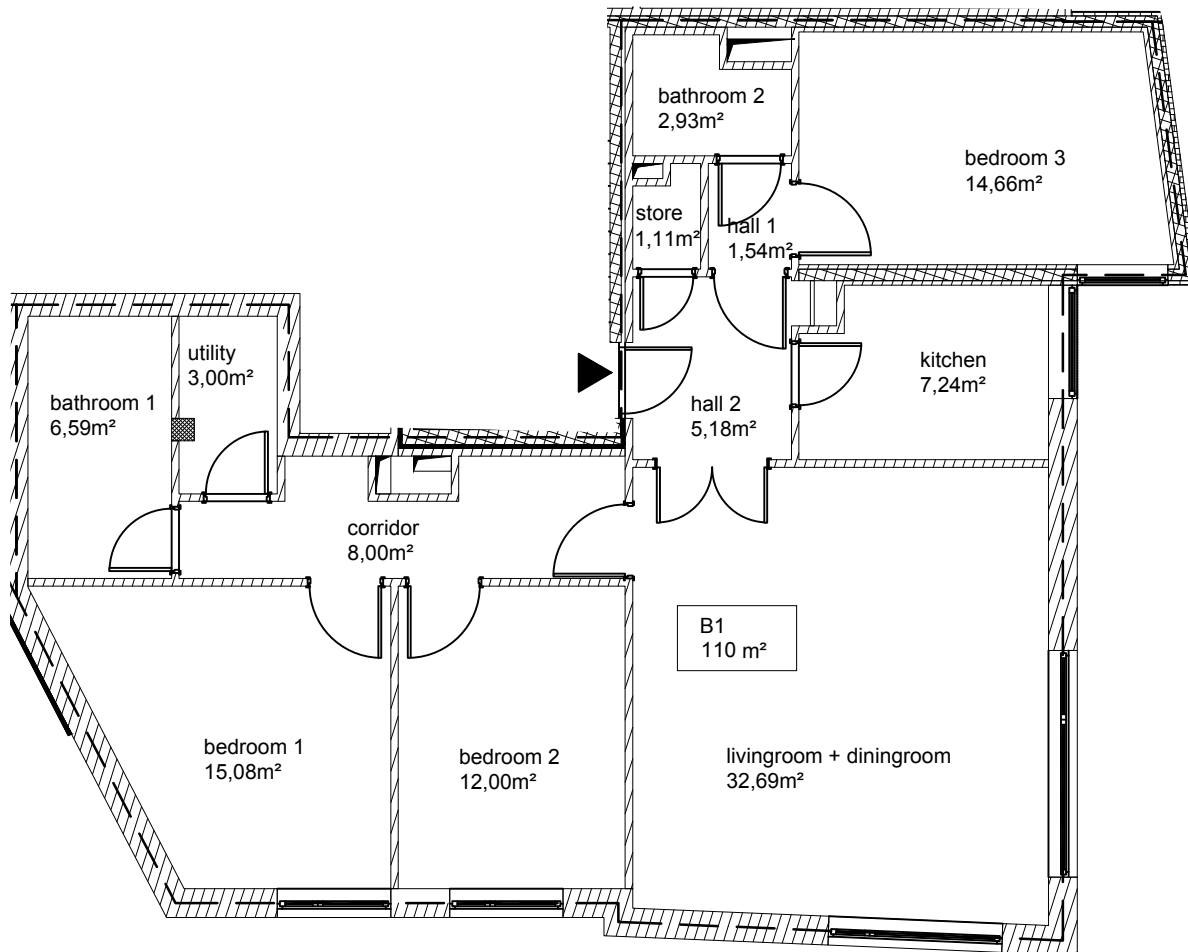 bathroom 2
2,93m²
bedroom 3
14,66m²
store
1,11m²
hall 1
1,54m²
utility
3,00m²
bathroom 1
6,59m²
kitchen
7,24m²
hall 2
5,18m²
corridor
8,00m²
B1
110 m²
bedroom 1
15,08m²
bedroom 2
12,00m²
livingroom + diningroom
32,69m²